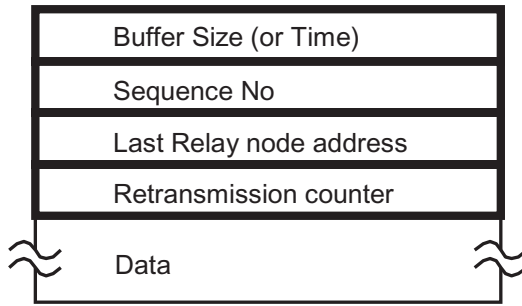 Buffer Size (or Time)
Sequence No
Last Relay node address
Retransmission counter
Data